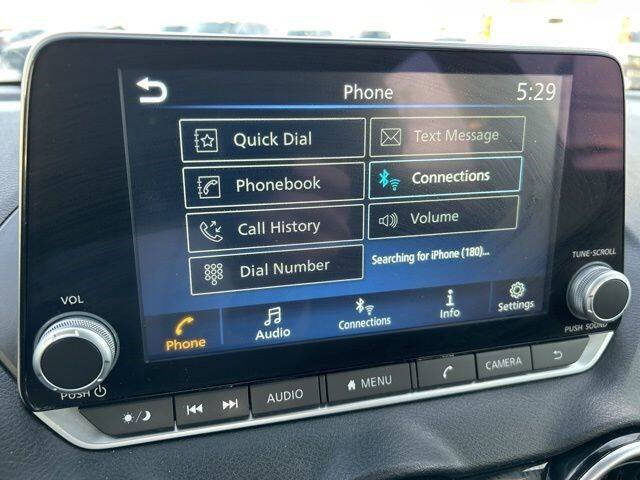 Phone 5:29
Quick Dial Text Message
Phonebook Connections
Call History Volume
Dial Number Searching for iPhone (180)...
Phone Audio Connections Info Settings
VOL
PUSH
TUNE·SCROLL
PUSH SOUND
AUDIO MENU CAMERA